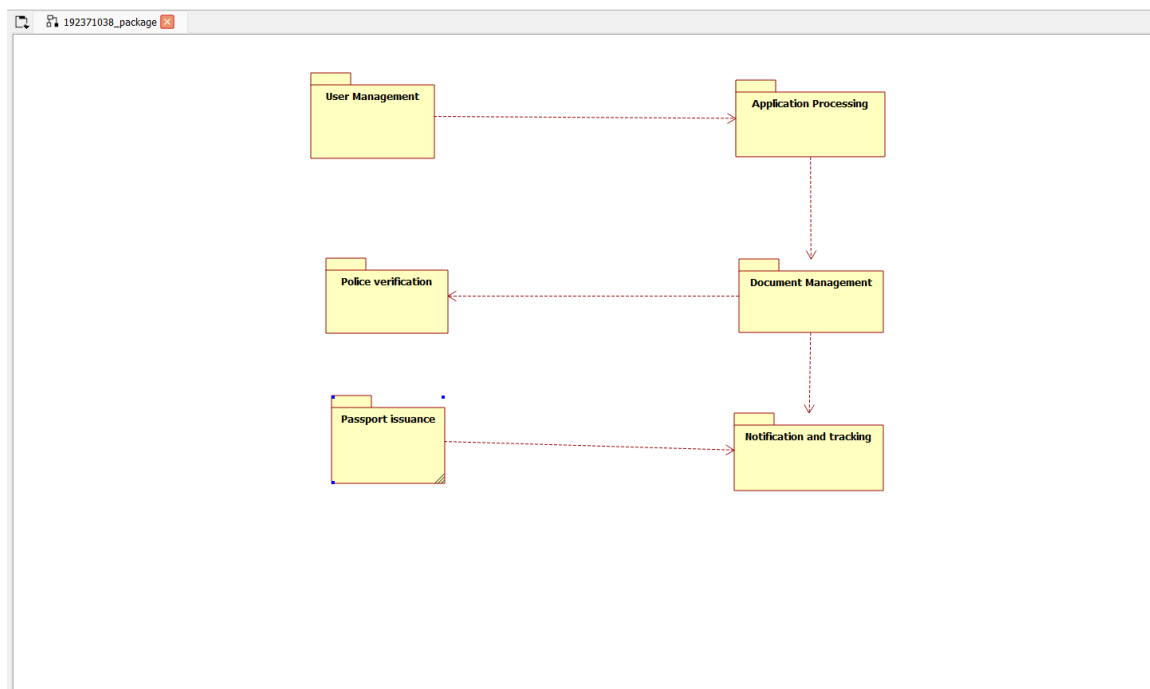 192371038_package
User Management
Application Processing
Police verification
Document Management
Passport issuance
Notification and tracking